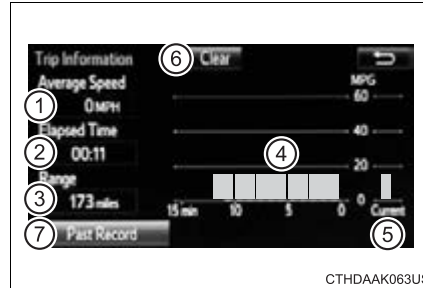 Trip Information
6
Clear
Average Speed
MPG
1
0 MPH
60
Elapsed Time
40
2
00:11
4
Range
20
3
173 miles
0
15 min
10
5
0
Current
7
Past Record
5
CTHDAAK063US